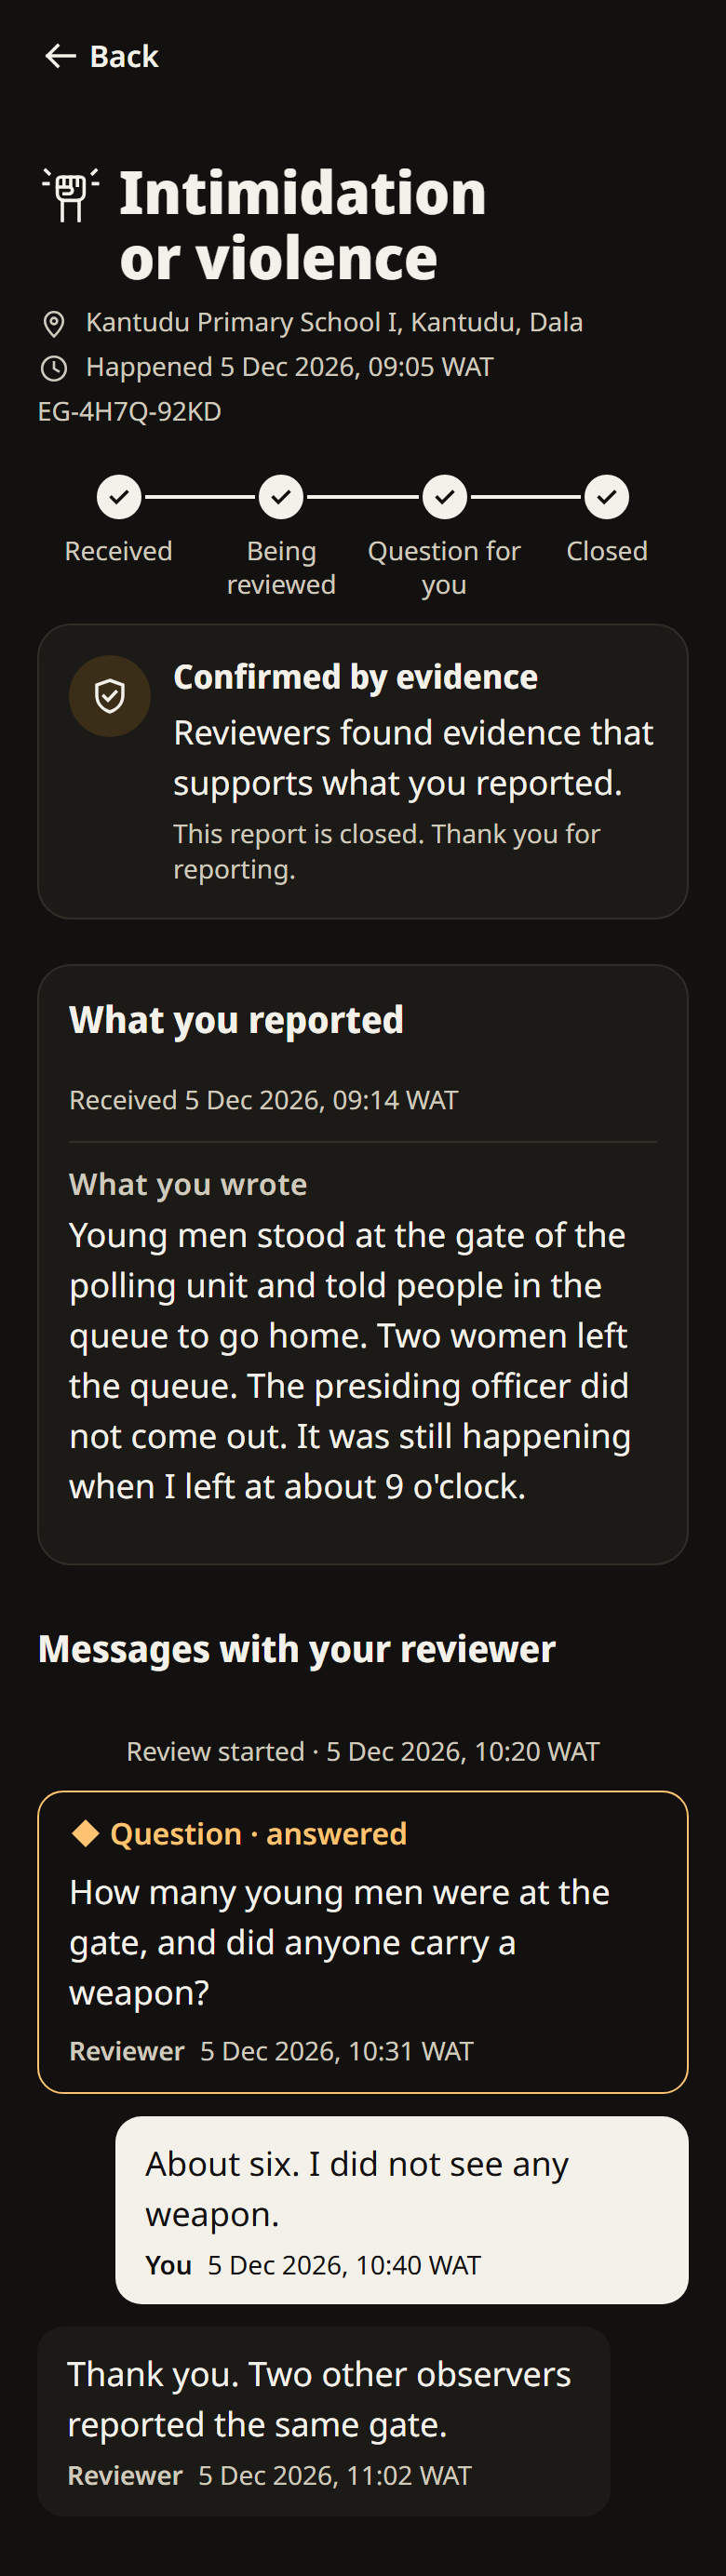 Back
Intimidation
or violence
Kantudu Primary School I, Kantudu, Dala
Happened 5 Dec 2026, 09:05 WAT
EG-4H7Q-92KD
Received
Being
reviewed
Question for
you
Closed
Confirmed by evidence
Reviewers found evidence that
supports what you reported.
This report is closed. Thank you for
reporting.
What you reported
Received 5 Dec 2026, 09:14 WAT
What you wrote
Young men stood at the gate of the
polling unit and told people in the
queue to go home. Two women left
the queue. The presiding officer did
not come out. It was still happening
when I left at about 9 o'clock.
Messages with your reviewer
Review started · 5 Dec 2026, 10:20 WAT
Question · answered
How many young men were at the
gate, and did anyone carry a
weapon?
Reviewer 5 Dec 2026, 10:31 WAT
About six. I did not see any
weapon.
You 5 Dec 2026, 10:40 WAT
Thank you. Two other observers
reported the same gate.
Reviewer 5 Dec 2026, 11:02 WAT